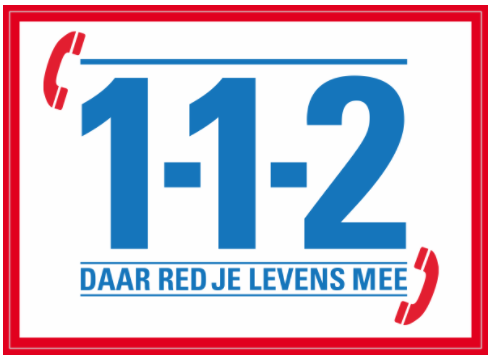 1-1-2
DAAR RED JE LEVENS MEE